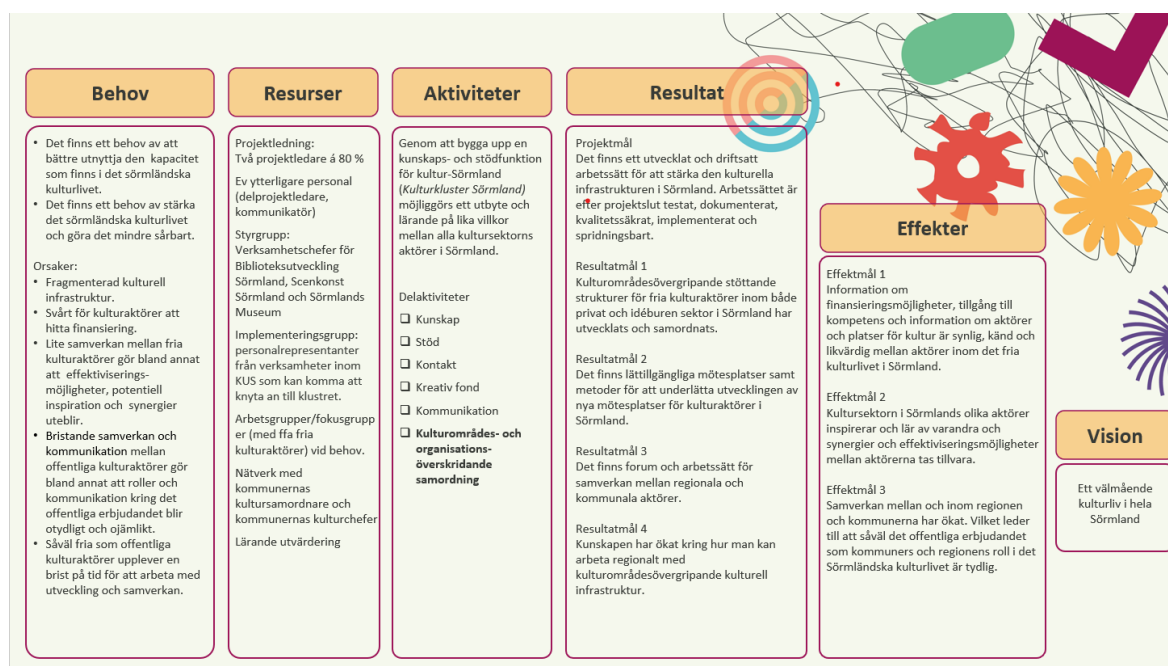 Behov
• Det finns ett behov av att
bättre utnyttja den kapacitet
som finns i det sörmländska
kulturlivet.
• Det finns ett behov av stärka
det sörmländska kulturlivet
och göra det mindre sårbart.
Orsaker:
• Fragmenterad kulturell
infrastruktur.
• Svårt för kulturaktörer att
hitta finansiering.
• Lite samverkan mellan fria
kulturaktörer gör bland annat
att effektiviserings-
möjligheter, potentiell
inspiration och synergier
uteblir.
• Bristande samverkan och
kommunikation mellan
offentliga kulturaktörer gör
bland annat att roller och
kommunikation kring det
offentliga erbjudandet blir
otydligt och ojämlikt.
• Såväl fria som offentliga
kulturaktörer upplever en
brist på tid för att arbeta med
utveckling och samverkan.
Resurser
Projektledning:
Två projektledare á 80 %
Ev ytterligare personal
(delprojektledare,
kommunikatör)
Styrgrupp:
Verksamhetschefer för
Biblioteksutveckling
Sörmland, Scenkonst
Sörmland och Sörmlands
Museum
Implementeringsgrupp:
personalrepresentanter
från verksamheter inom
KUS som kan komma att
knyta an till klustret.
Arbetsgrupper/fokusgrupp
er (med ffa fria
kulturaktörer) vid behov.
Nätverk med
kommunernas
kultursamordnare och
kommunernas kulturchefer
Lärande utvärdering
Aktiviteter
Genom att bygga upp en
kunskaps- och stödfunktion
för kultur-Sörmland
(Kulturkluster Sörmland)
möjliggörs ett utbyte och
lärande på lika villkor
mellan alla kultursektorns
aktörer i Sörmland.
Delaktiviteter
❑ Kunskap
❑ Stöd
❑ Kontakt
❑ Kreativ fond
❑ Kommunikation
❑ Kulturområdes- och
organisations-
överskridande
samordning
Resultat
Projektmål
Det finns ett utvecklat och driftsatt
arbetssätt för att stärka den kulturella
infrastrukturen i Sörmland. Arbetssättet är
efter projektslut testat, dokumenterat,
kvalitetssäkrat, implementerat och
spridningsbart.
Resultatmål 1
Kulturområdesövergripande stöttande
strukturer för fria kulturaktörer inom både
privat och idéburen sektor i Sörmland har
utvecklats och samordnats.
Resultatmål 2
Det finns lättillgängliga mötesplatser samt
metoder för att underlätta utvecklingen av
nya mötesplatser för kulturaktörer i
Sörmland.
Resultatmål 3
Det finns forum och arbetssätt för
samverkan mellan regionala och
kommunala aktörer.
Resultatmål 4
Kunskapen har ökat kring hur man kan
arbeta regionalt med
kulturområdesövergripande kulturell
infrastruktur.
Effekter
Effektmål 1
Information om
finansieringsmöjligheter, tillgång till
kompetens och information om aktörer
och platser för kultur är synlig, känd och
likvärdig mellan aktörer inom det fria
kulturlivet i Sörmland.
Effektmål 2
Kultursektorn i Sörmlands olika aktörer
inspirerar och lär av varandra och
synergier och effektiviseringsmöjligheter
mellan aktörerna tas tillvara.
Effektmål 3
Samverkan mellan och inom regionen
och kommunerna har ökat. Vilket leder
till att såväl det offentliga erbjudandet
som kommuners och regionens roll i det
Sörmländska kulturlivet är tydlig.
Vision
Ett välmående
kulturliv i hela
Sörmland